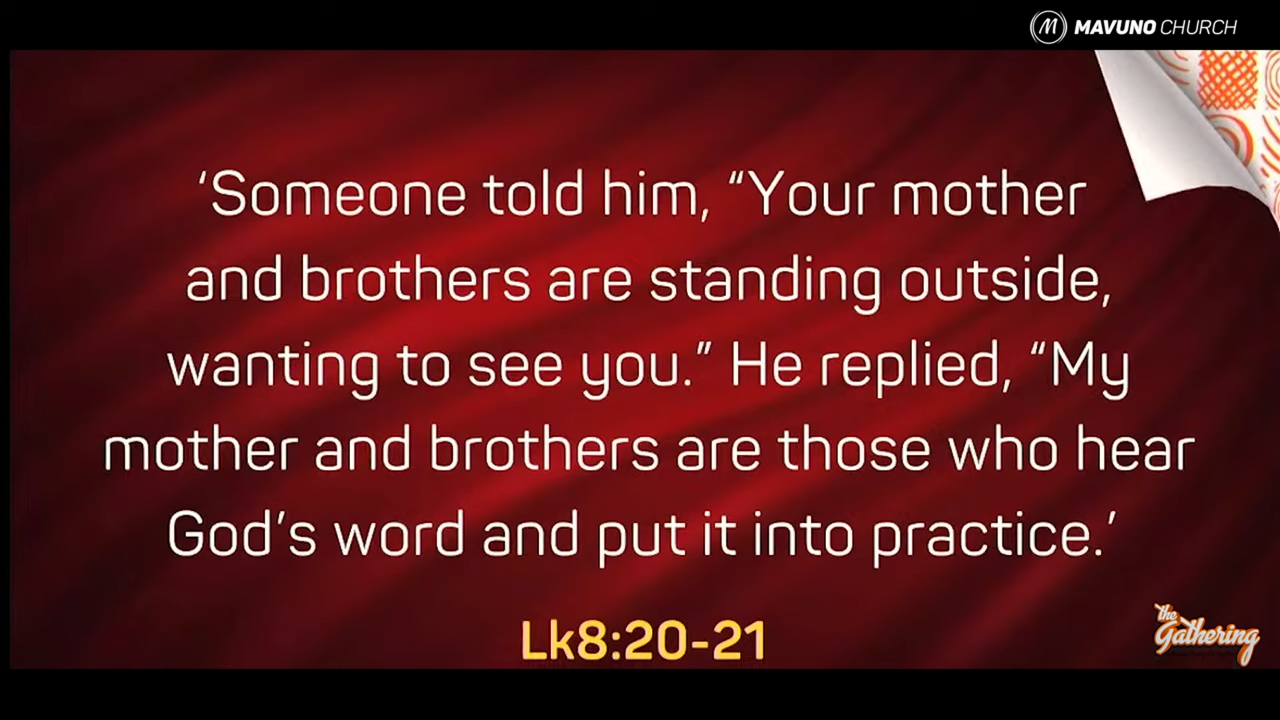 MAVUNO CHURCH
‘Someone told him, “Your mother
and brothers are standing outside,
wanting to see you.” He replied, “My
mother and brothers are those who hear
God’s word and put it into practice.’
Lk8:20-21
the
Gathering